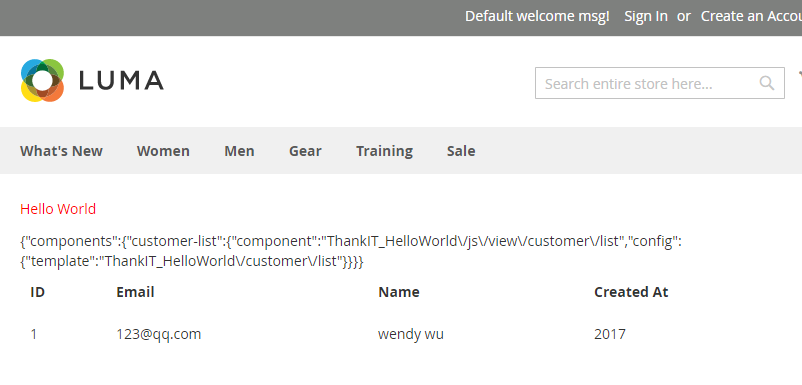 Default welcome msg! Sign In or Create an Accou
LUMA
Search entire store here...
What's New Women Men Gear Training Sale
Hello World
{"components":{"customer-list":{"component":"ThankIT_HelloWorld\/js\/view\/customer\/list","config":
{"template":"ThankIT_HelloWorld\/customer\/list"}}}}
ID Email Name Created At
1 123@qq.com wendy wu 2017